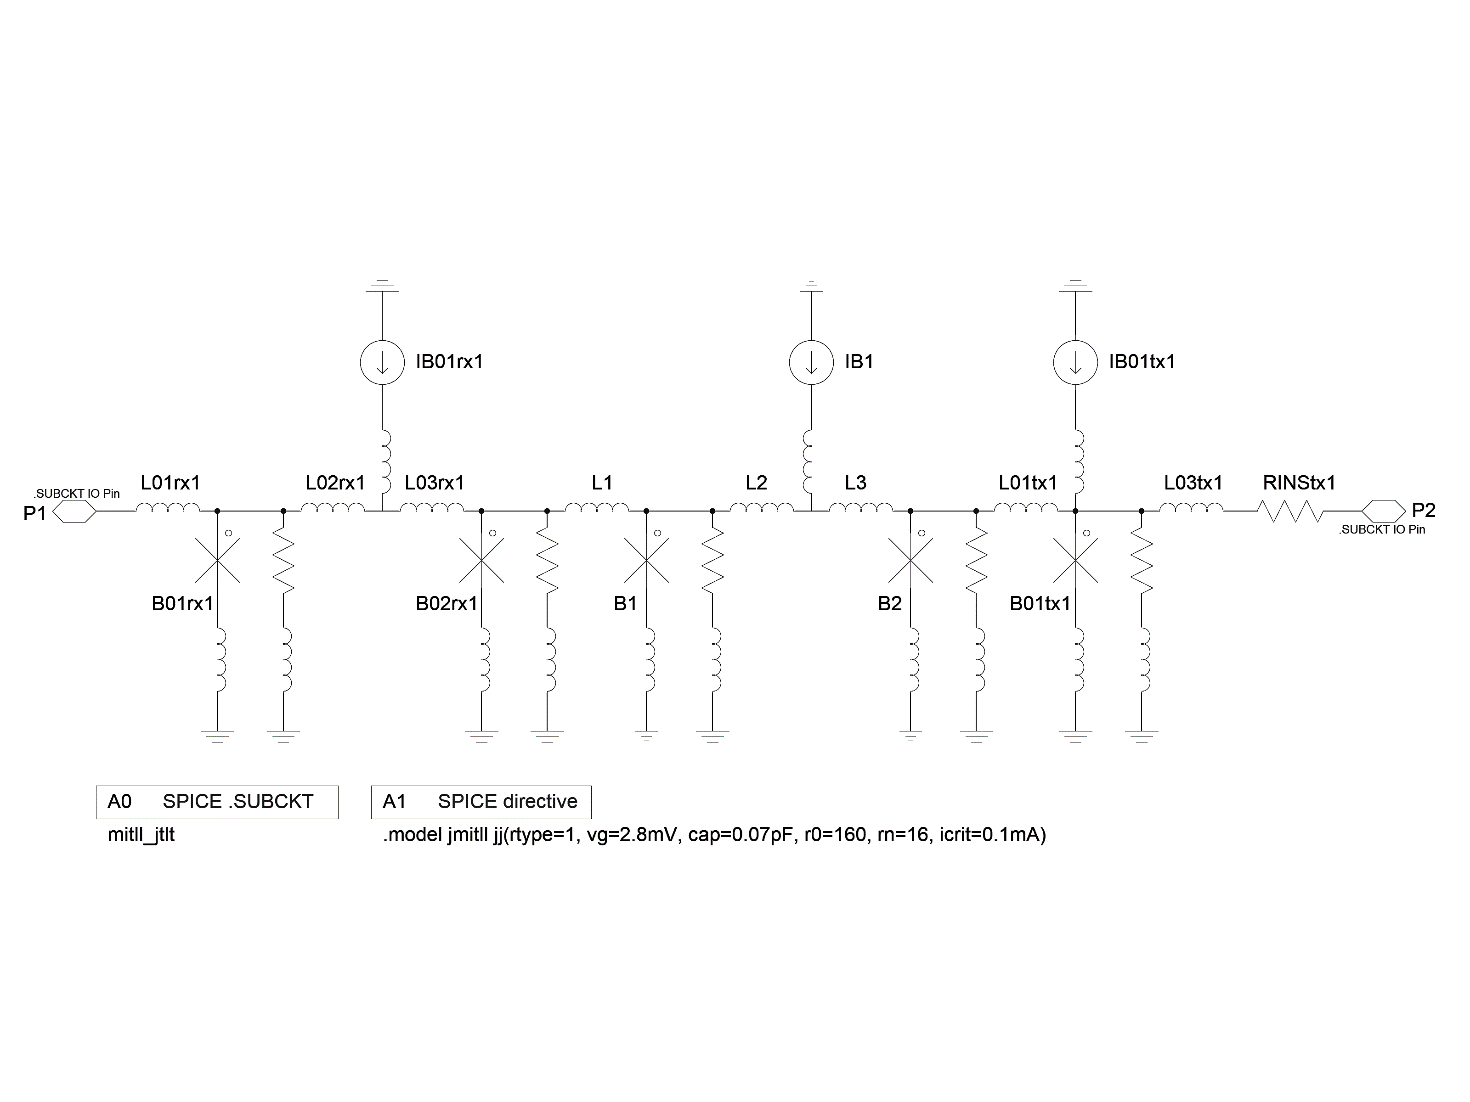 IB01rx1
IB1
IB01tx1
L01rx1
L02rx1
L03rx1
L1
L2
L3
L01tx1
L03tx1
RINStx1
.SUBCKT IO Pin
P1
P2
.SUBCKT IO Pin
B01rx1
B02rx1
B1
B2
B01tx1
A0 SPICE .SUBCKT
A1 SPICE directive
mitll_jtlt
.model jmitll jj(rtype=1, vg=2.8mV, cap=0.07pF, r0=160, rn=16, icrit=0.1mA)